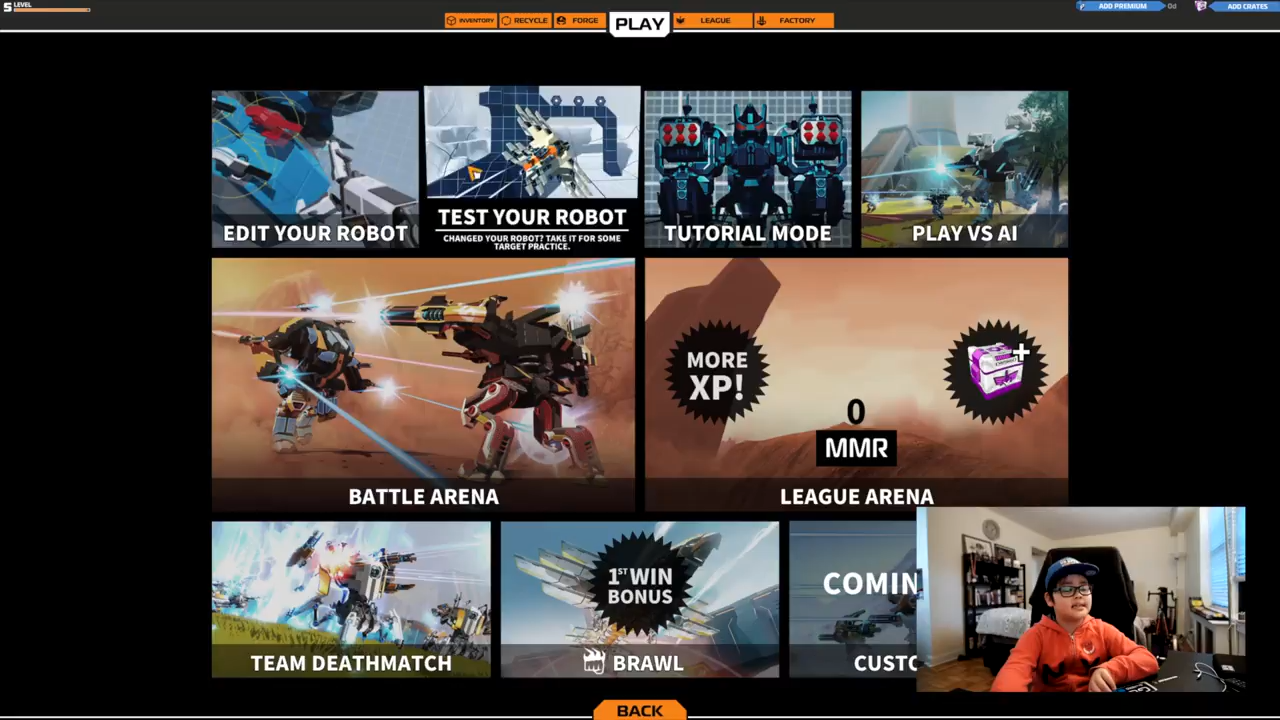 5 LEVEL
INVENTORY
RECYCLE
FORGE
PLAY
LEAGUE
FACTORY
ADD PREMIUM
0d
ADD CRATES
EDIT YOUR ROBOT
TEST YOUR ROBOT
CHANGED YOUR ROBOT? TAKE IT FOR SOME
TARGET PRACTICE.
TUTORIAL MODE
PLAY VS AI
BATTLE ARENA
MORE
XP!
0
MMR
LEAGUE ARENA
TEAM DEATHMATCH
1ST WIN
BONUS
BRAWL
COMIN
CUSTO
BACK